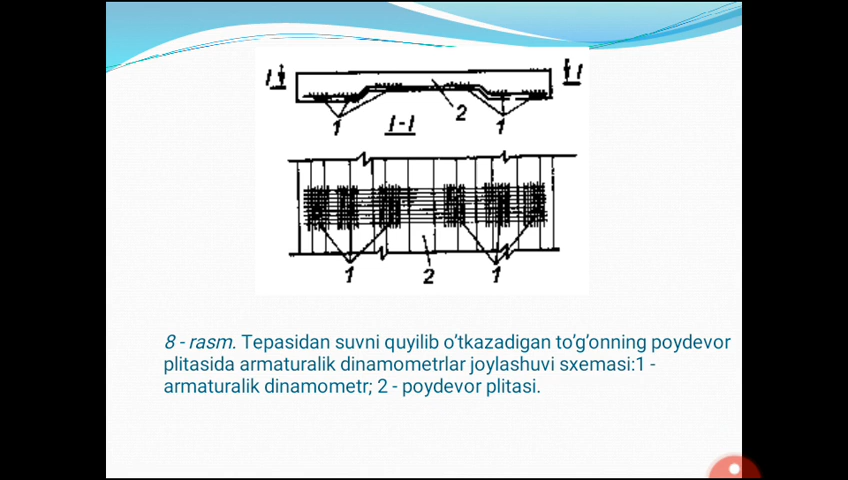 I I
1 2 1
I-I
1 2 1
8 - rasm. Tepasidan suvni quyilib o’tkazadigan to’g’onning poydevor
plitasida armaturalik dinamometrlar joylashuvi sxemasi:1 -
armaturalik dinamometr; 2 - poydevor plitasi.